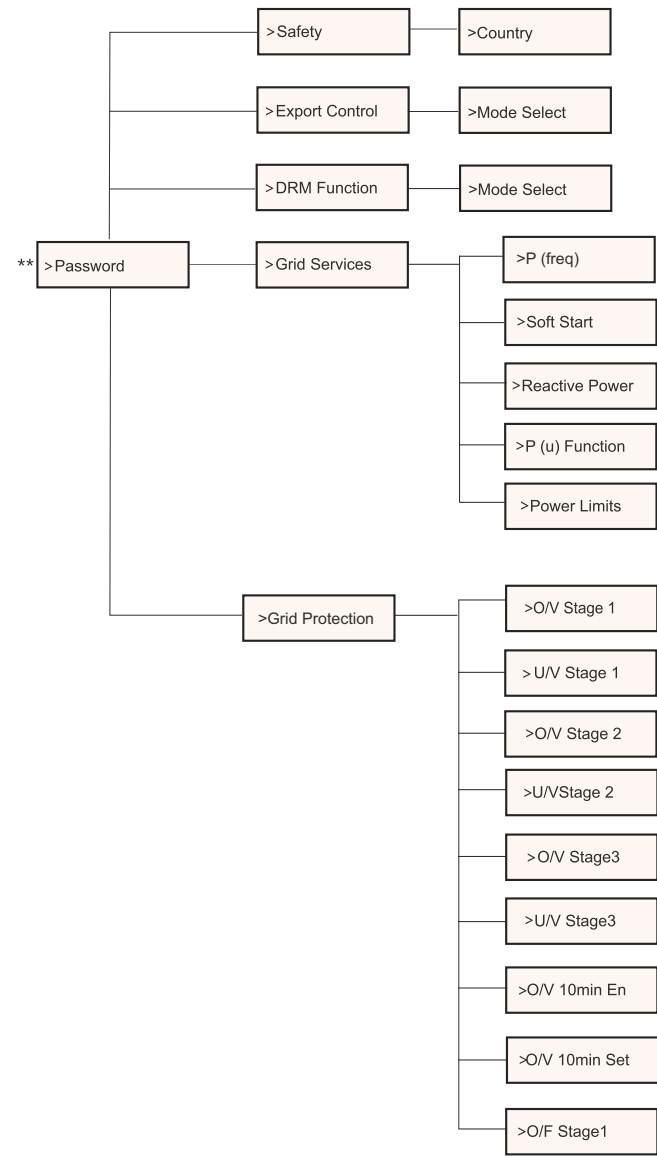 >Safety
>Country
>Export Control
>Mode Select
>DRM Function
>Mode Select
** >Password
>Grid Services
>P (freq)
>Soft Start
>Reactive Power
>P (u) Function
>Power Limits
>Grid Protection
>O/V Stage 1
> U/V Stage 1
>O/V Stage 2
>U/VStage 2
>O/V Stage3
>U/V Stage3
>O/V 10min En
>O/V 10min Set
>O/F Stage1